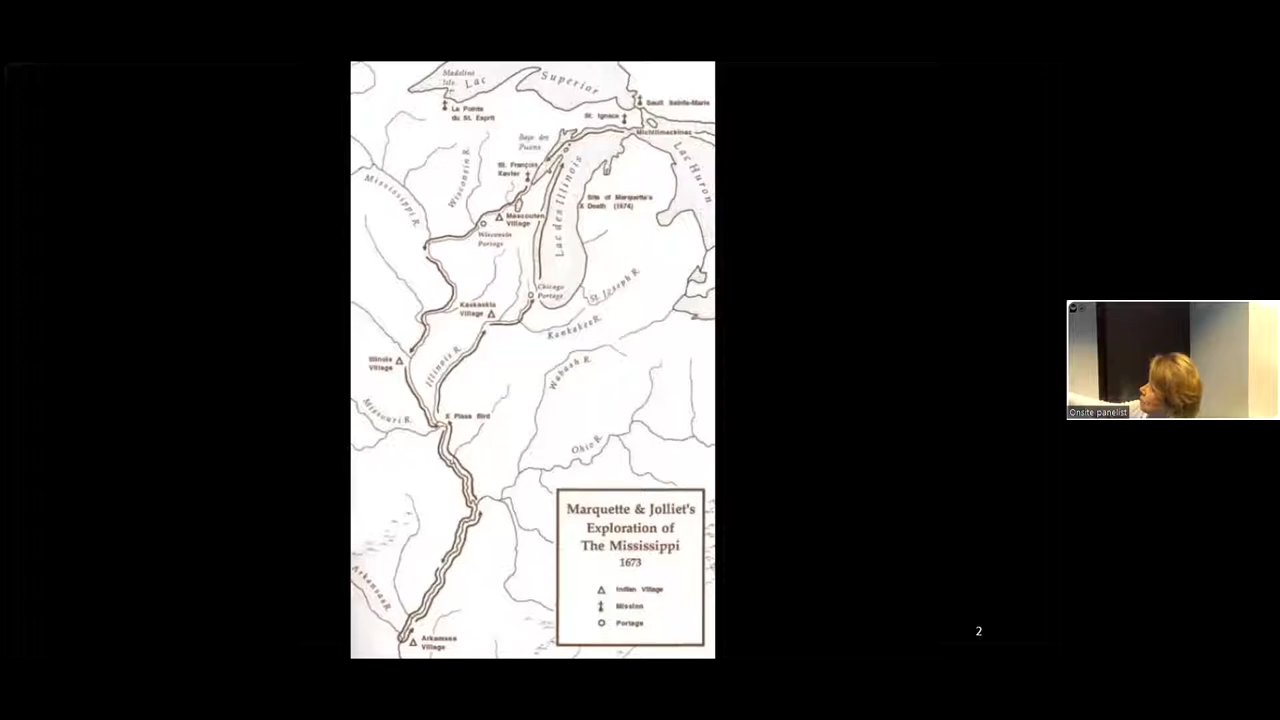 Madeline
Isle
Lac Superior
La Pointe
du St. Esprit
Sault Sainte-Marie
St. Ignace
Michilimackinac
Baye des
Puans
St. François
Xavier
Wisconsin R.
Mississippi R.
Lac Huron
Lac des Illinois
Site of Marquette's
X Death (1674)
Mascouten
Village
Wisconsin
Portage
Chicago
Portage
St. Joseph R.
Kaskaskia
Village
Kankakee R.
Illinois R.
Illinois
Village
Wabash R.
Missouri R.
X Piasa Bird
Ohio R.
Marquette & Jolliet's
Exploration of
The Mississippi
1673
Indian Village
Mission
Portage
Arkansas R.
Arkansea
Village
2
Onsite panelist